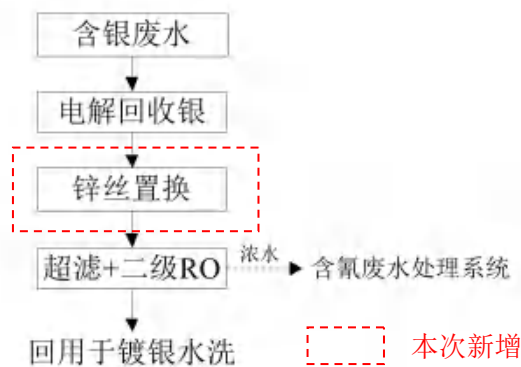 含银废水
电解回收银
锌丝置换
超滤+二级RO
浓水
含氰废水处理系统
回用于镀银水洗
本次新增